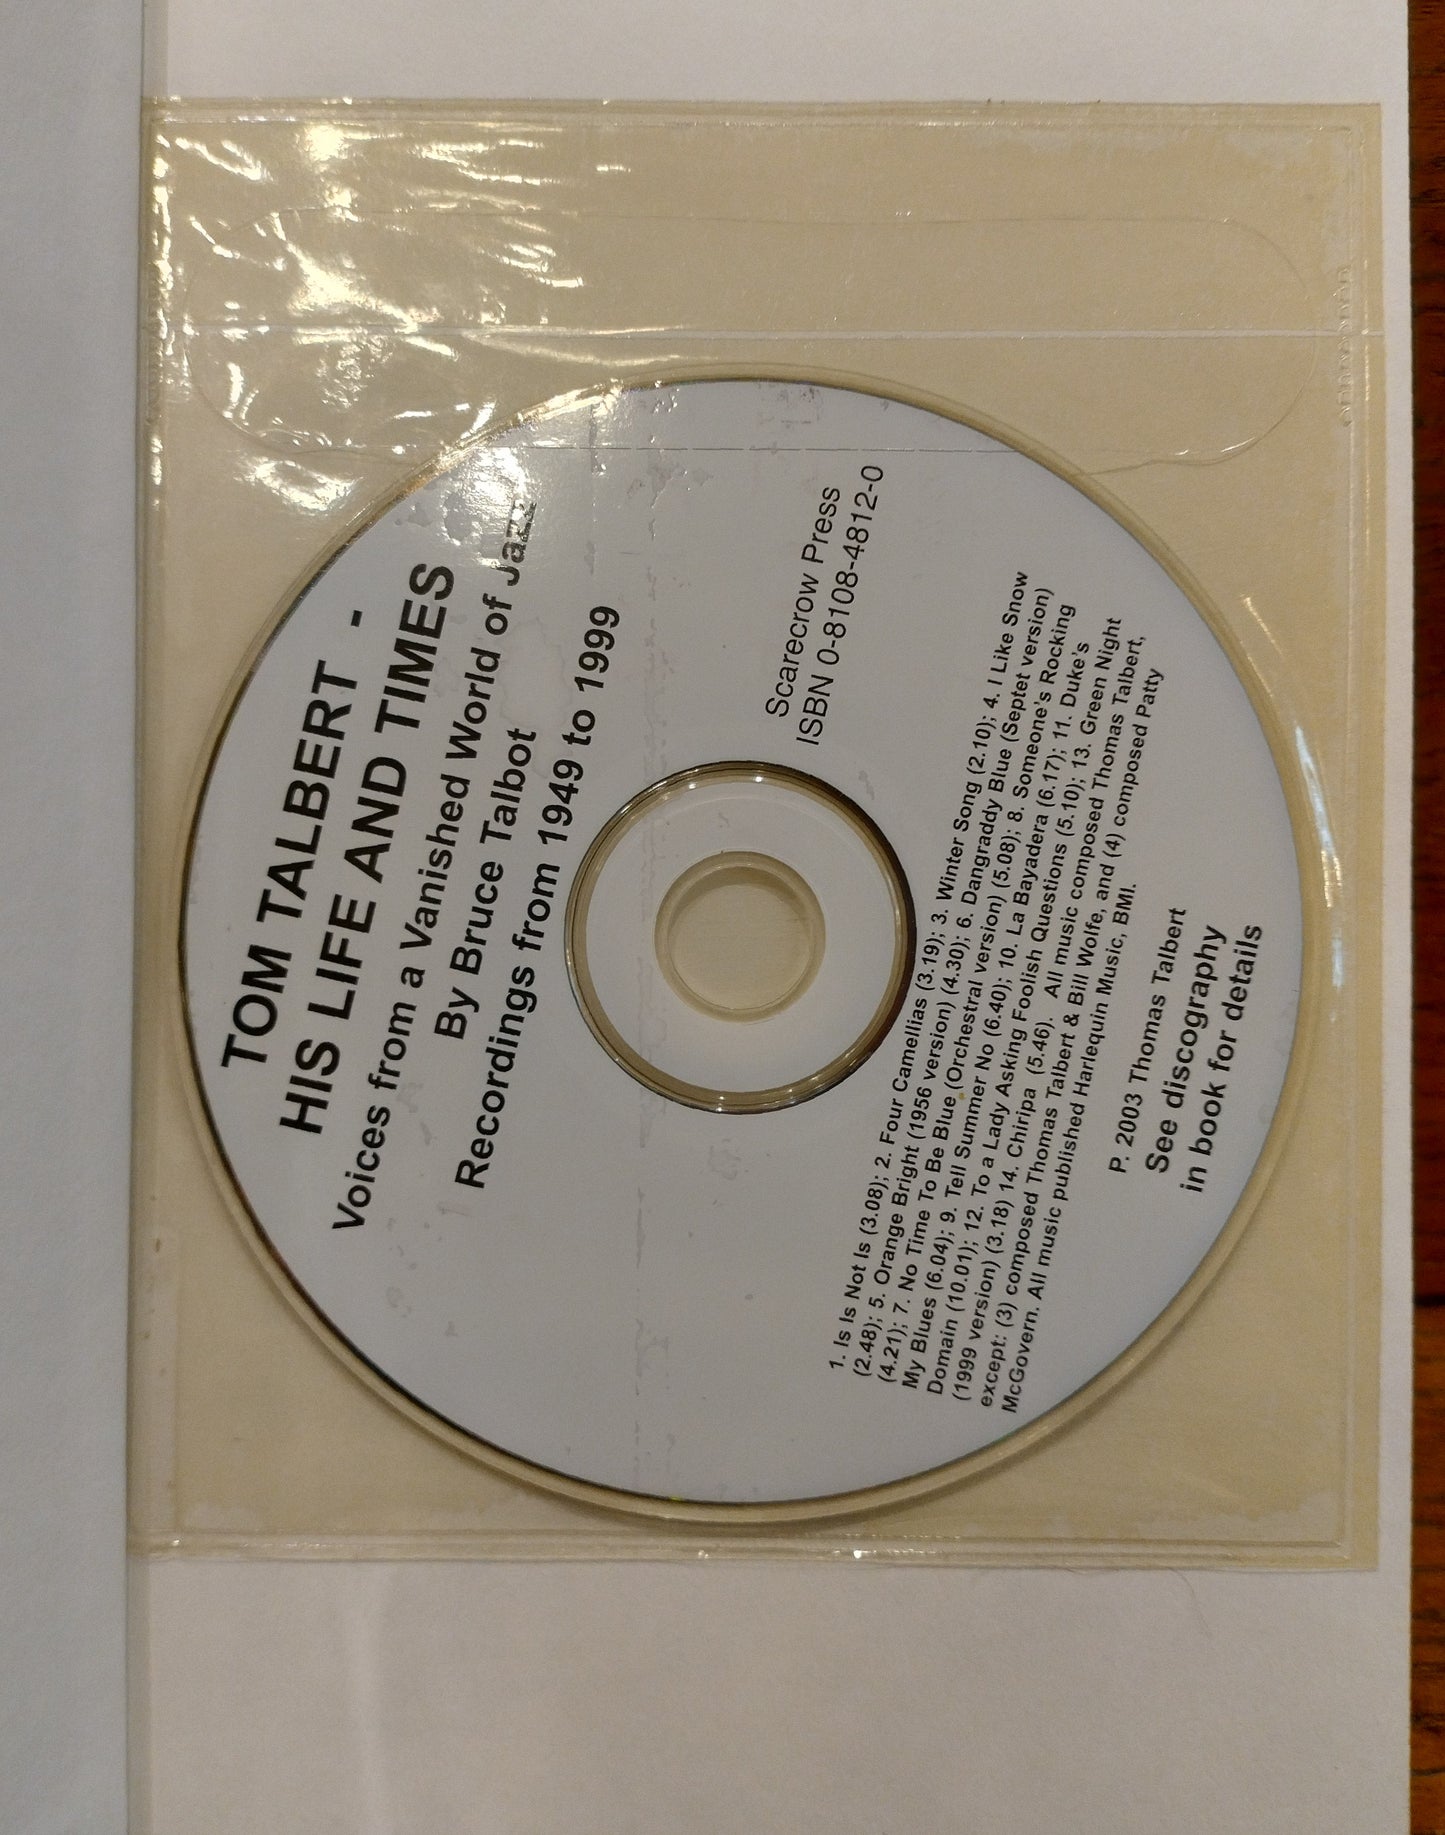 TOM TALBERT -
HIS LIFE AND TIMES
Voices from a Vanished World of Jazz
By Bruce Talbot
Recordings from 1949 to 1999
Scarecrow Press
ISBN 0-8108-4812-0
1. Is Is Not Is (3.08); 2. Four Camellias (3.19); 3. Winter Song (2.10); 4. I Like Snow
(2.48); 5. Orange Bright (1956 version) (4.30); 6. Dangraddy Blue (Septet version)
(4.21); 7. No Time To Be Blue (Orchestral version) (5.08); 8. Someone's Rocking
My Blues (6.04); 9. Tell Summer No (6.40); 10. La Bayadera (6.17); 11. Duke's
Domain (10.01); 12. To a Lady Asking Foolish Questions (5.10); 13. Green Night
(1999 version) (3.18) 14. Chiripa (5.46). All music composed Thomas Talbert,
except: (3) composed Thomas Talbert & Bill Wolfe, and (4) composed Patty
McGovern. All music published Harlequin Music, BMI.
P. 2003 Thomas Talbert
See discography
in book for details